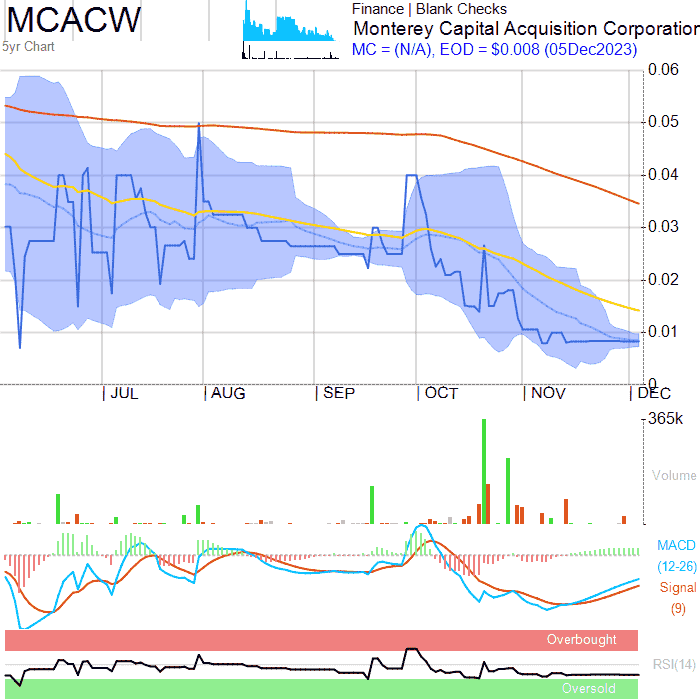 MCACW
Finance | Blank Checks
5yr Chart
Monterey Capital Acquisition Corporation
MC = (N/A), EOD = $0.008 (05Dec2023)
0.06
0.05
0.04
0.03
0.02
0.01
0
| JUL | AUG | SEP | OCT | NOV | DEC
365k
Volume
MACD
(12-26)
Signal
(9)
Overbought
RSI(14)
Oversold